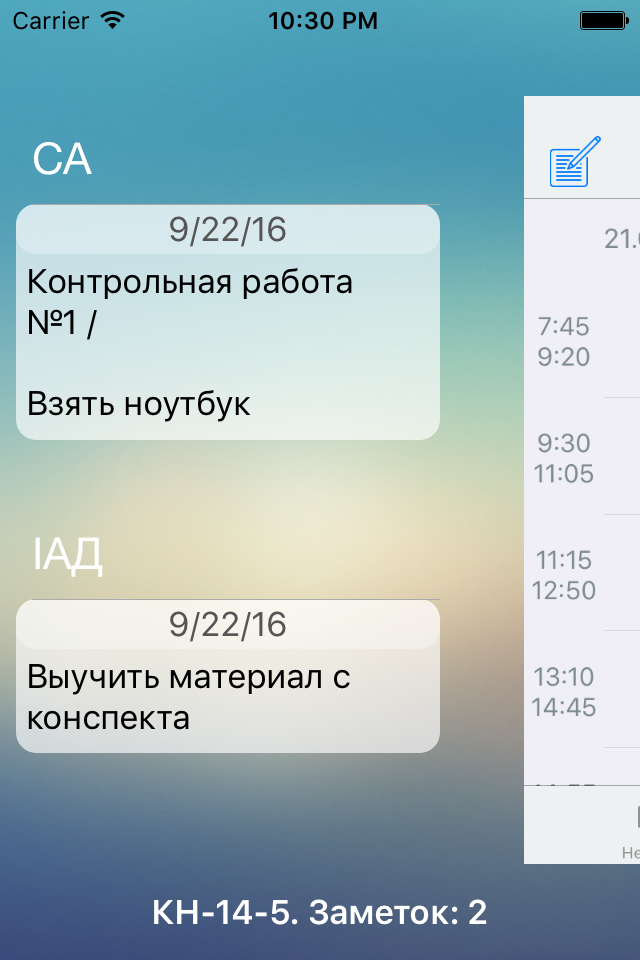 Carrier 10:30 PM
СА
9/22/16
Контрольная работа
№1 /
Взять ноутбук
ІАД
9/22/16
Выучить материал с
конспекта
21.
7:45
9:20
9:30
11:05
11:15
12:50
13:10
14:45
Не
КН-14-5. Заметок: 2